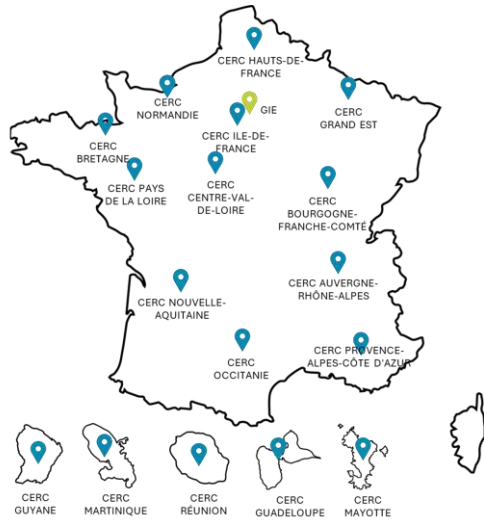 CERC HAUTS-DE-
FRANCE
CERC
NORMANDIE
GIE
CERC
GRAND EST
CERC ILE-DE-
FRANCE
CERC
BRETAGNE
CERC PAYS
DE LA LOIRE
CERC
CENTRE-VAL-
DE-LOIRE
CERC
BOURGOGNE-
FRANCHE-COMTÉ
CERC AUVERGNE-
RHÔNE-ALPES
CERC NOUVELLE-
AQUITAINE
CERC
OCCITANIE
CERC PROVENCE-
ALPES-CÔTE D'AZUR
CERC
GUYANE
CERC
MARTINIQUE
CERC
RÉUNION
CERC
GUADELOUPE
CERC
MAYOTTE